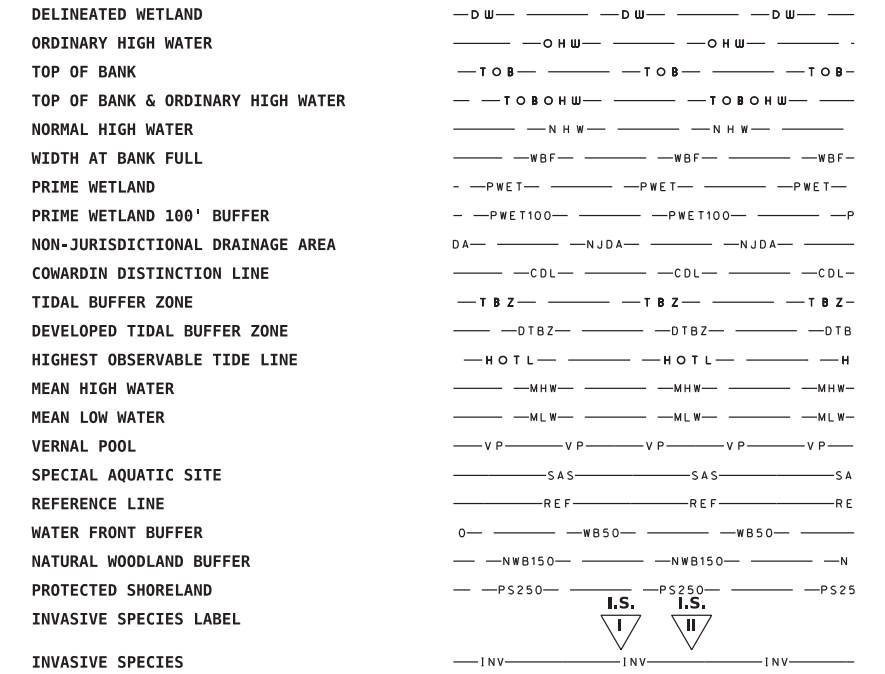 DELINEATED WETLAND DW DW DW
ORDINARY HIGH WATER OHW OHW
TOP OF BANK TOB TOB TOB
TOP OF BANK & ORDINARY HIGH WATER TOBOHW TOBOHW
NORMAL HIGH WATER NHW NHW
WIDTH AT BANK FULL WBF WBF WBF
PRIME WETLAND PWET PWET PWET
PRIME WETLAND 100' BUFFER PWET100 PWET100 P
NON-JURISDICTIONAL DRAINAGE AREA DA NJDA NJDA
COWARDIN DISTINCTION LINE CDL CDL CDL
TIDAL BUFFER ZONE TBZ TBZ TBZ
DEVELOPED TIDAL BUFFER ZONE DTBZ DTBZ DTB
HIGHEST OBSERVABLE TIDE LINE HOTL HOTL H
MEAN HIGH WATER MHW MHW MHW
MEAN LOW WATER MLW MLW MLW
VERNAL POOL VP VP VP VP VP
SPECIAL AQUATIC SITE SAS SAS SA
REFERENCE LINE REF REF RE
WATER FRONT BUFFER 0 WB50 WB50
NATURAL WOODLAND BUFFER NWB150 NWB150 N
PROTECTED SHORELAND PS250 PS250 PS25
I.S. I.S.
INVASIVE SPECIES LABEL I II
INVASIVE SPECIES INV INV INV